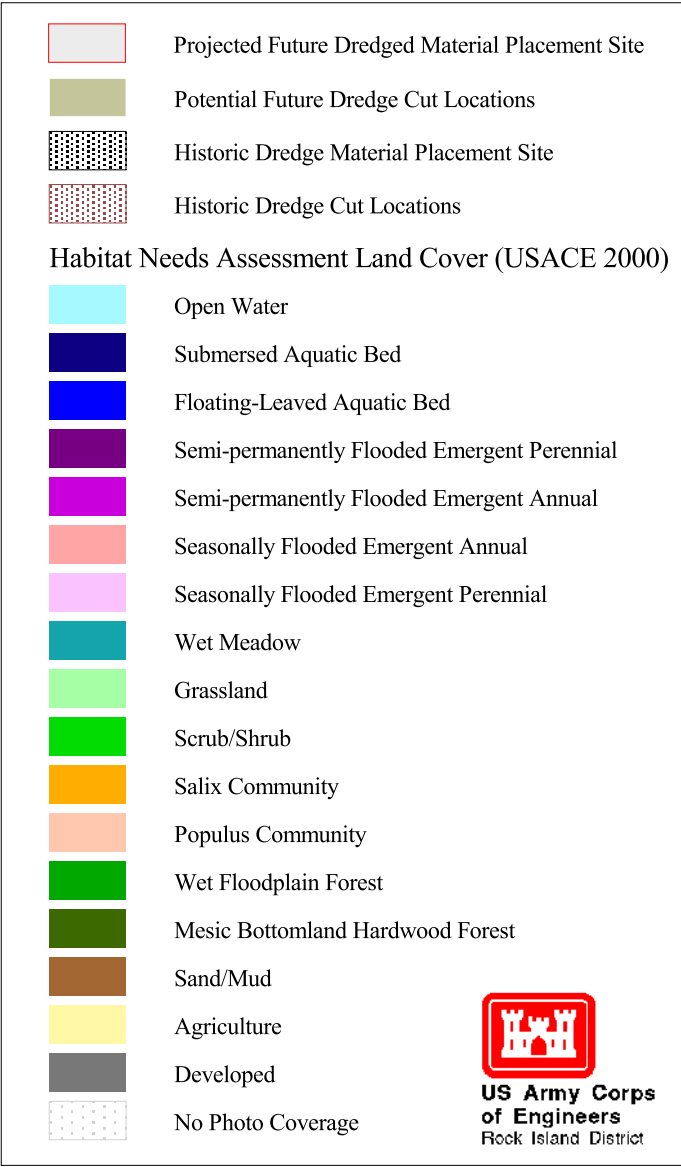 Projected Future Dredged Material Placement Site
Potential Future Dredge Cut Locations
Historic Dredge Material Placement Site
Historic Dredge Cut Locations
Habitat Needs Assessment Land Cover (USACE 2000)
Open Water
Submersed Aquatic Bed
Floating-Leaved Aquatic Bed
Semi-permanently Flooded Emergent Perennial
Semi-permanently Flooded Emergent Annual
Seasonally Flooded Emergent Annual
Seasonally Flooded Emergent Perennial
Wet Meadow
Grassland
Scrub/Shrub
Salix Community
Populus Community
Wet Floodplain Forest
Mesic Bottomland Hardwood Forest
Sand/Mud
Agriculture
Developed
No Photo Coverage
US Army Corps
of Engineers
Rock Island District